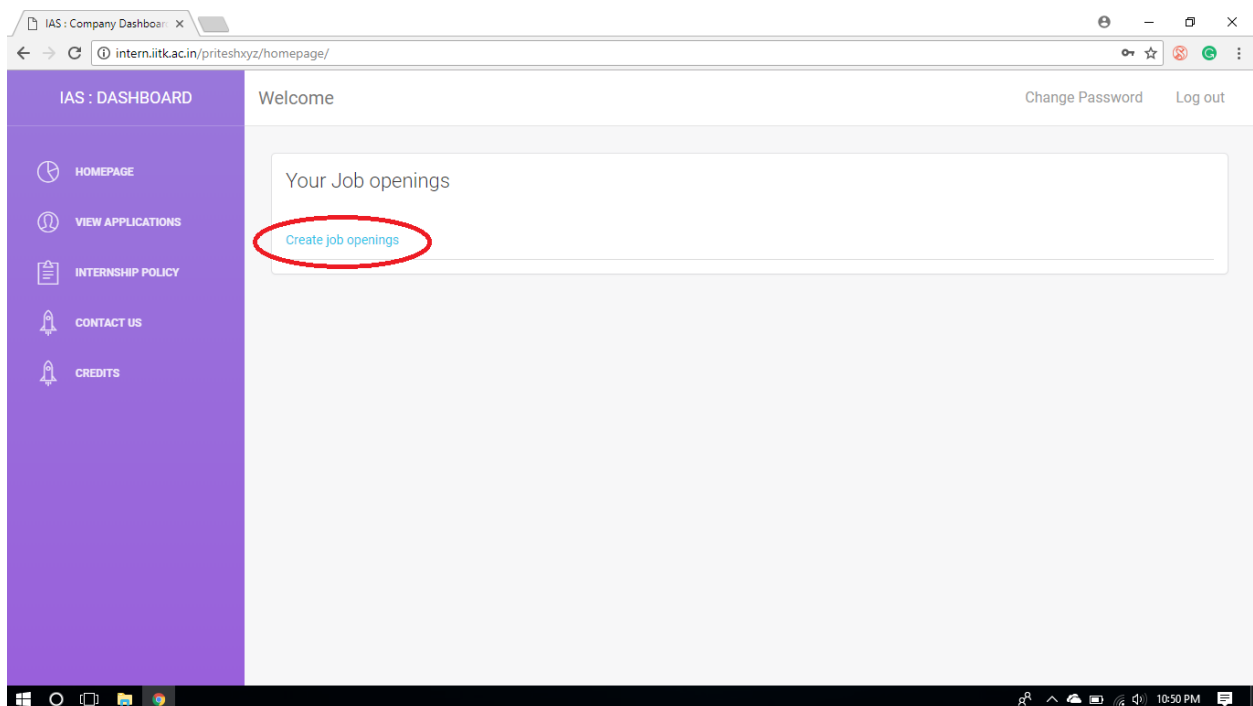 IAS : Company Dashboar
intern.iitk.ac.in/priteshxyz/homepage/
IAS : DASHBOARD
Welcome
Change Password
Log out
HOMEPAGE
VIEW APPLICATIONS
INTERNSHIP POLICY
CONTACT US
CREDITS
Your Job openings
Create job openings
10:50 PM